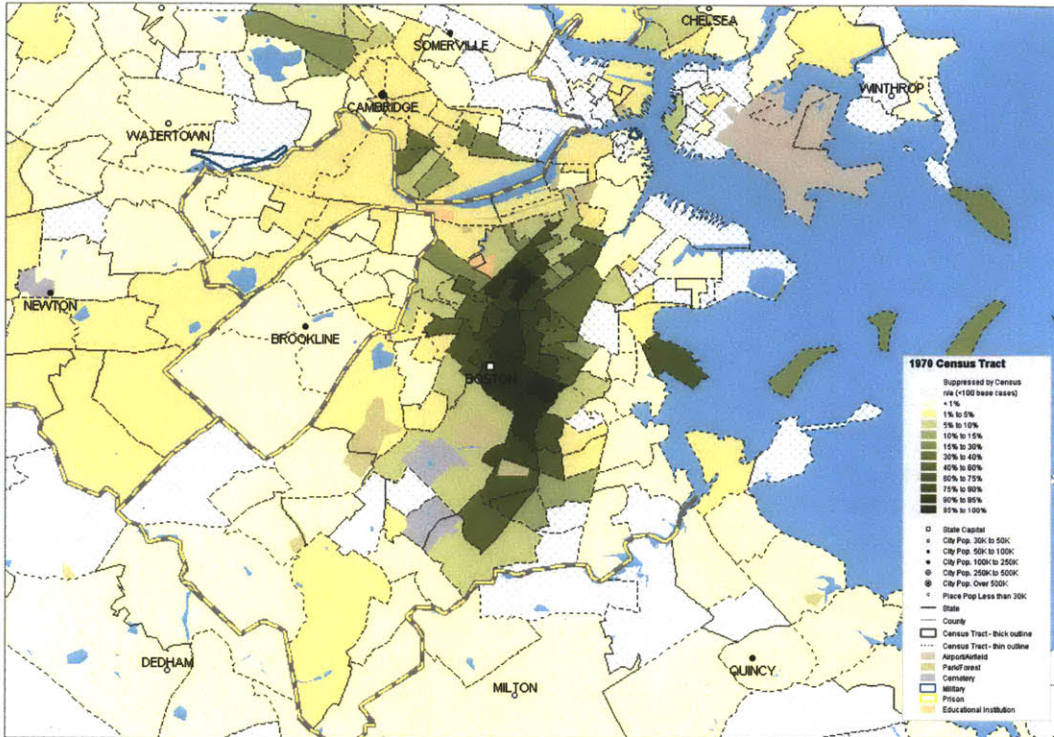 CHELSEA
SOMERVILLE
WINTHROP
CAMBRIDGE
WATERTOWN
NEWTON
BROOKLINE
BOSTON
DEDHAM
MILTON
QUINCY
1970 Census Tract
Suppressed by Census
n/a (<100 base cases)
< 1%
1% to 5%
5% to 10%
10% to 15%
15% to 30%
30% to 40%
40% to 60%
60% to 75%
75% to 90%
90% to 95%
95% to 100%
State Capital
City Pop. 30K to 50K
City Pop. 50K to 100K
City Pop. 100K to 250K
City Pop. 250K to 500K
City Pop. Over 500K
Place Pop Less than 30K
State
County
Census Tract - thick outline
Census Tract - thin outline
Airport/Airfield
Park/Forest
Cemetery
Military
Prison
Educational Institution